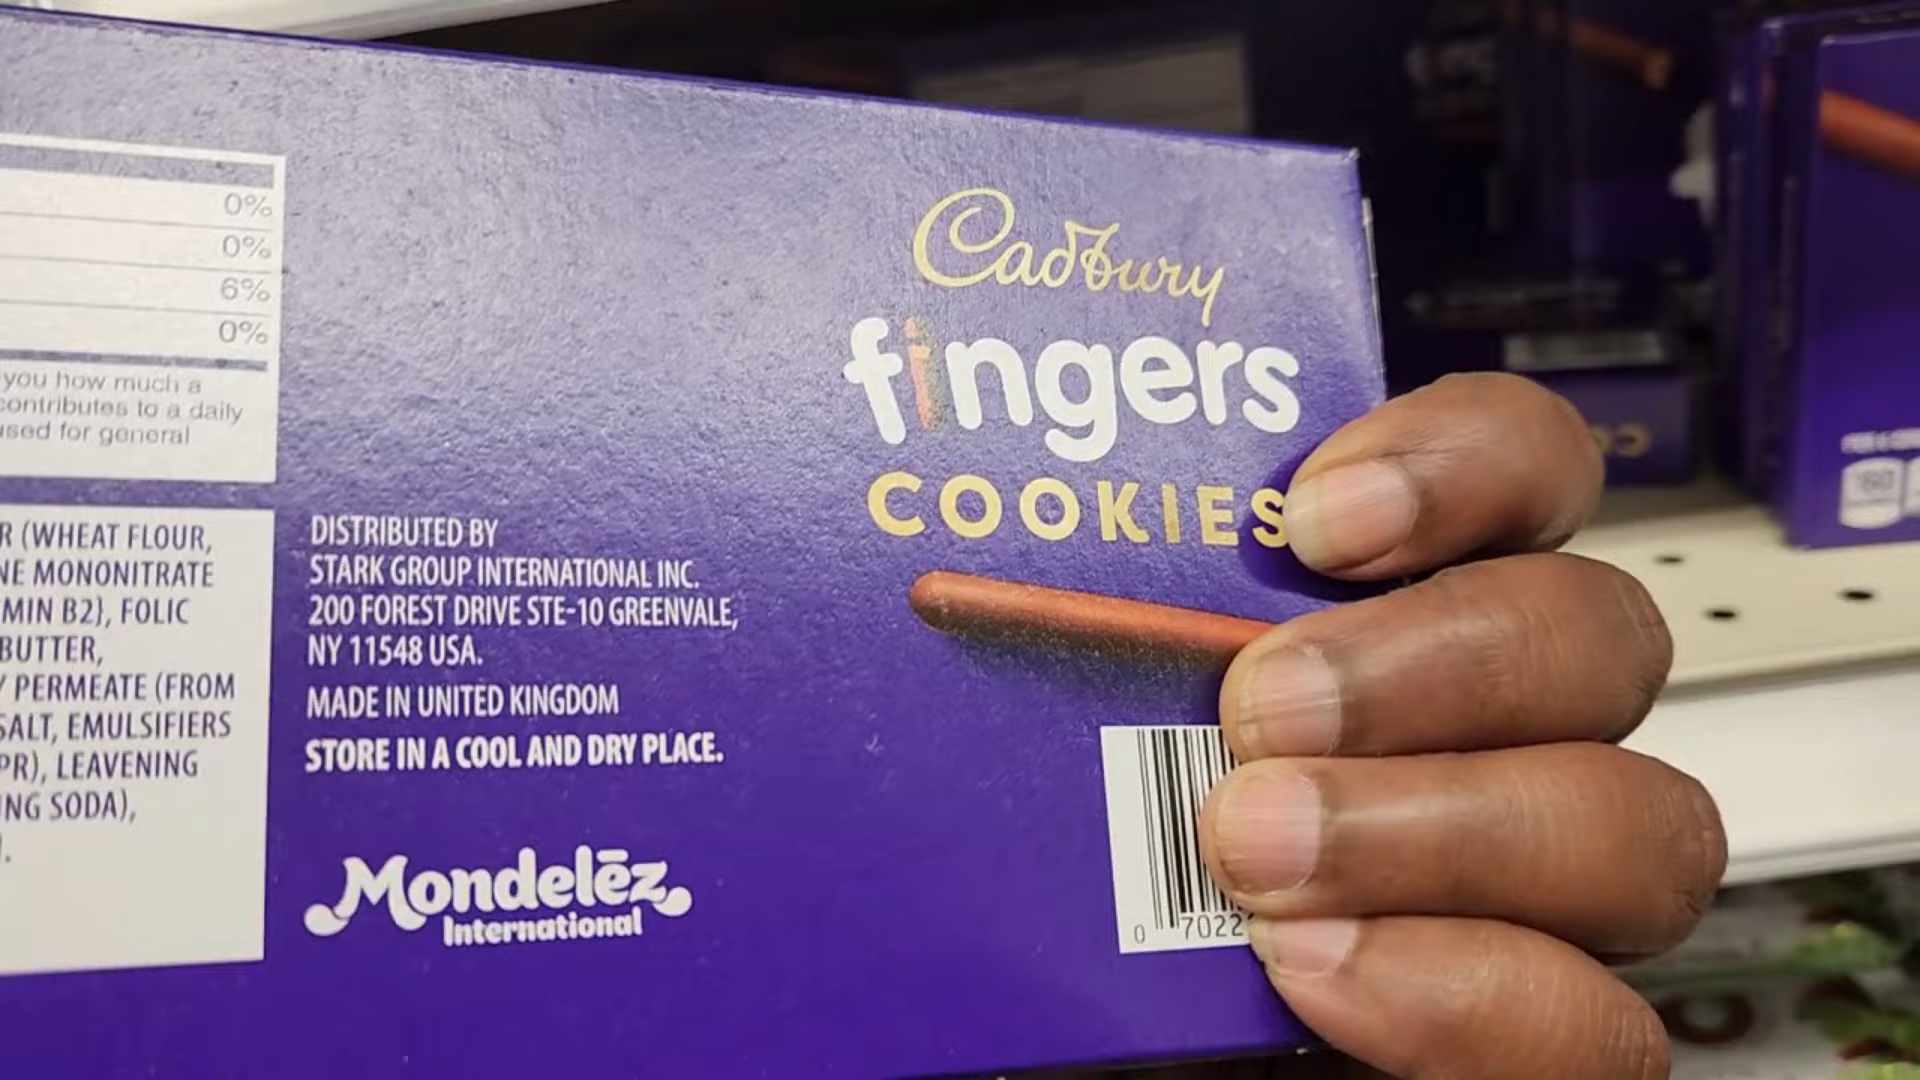 0%
0%
6%
0%
you how much a
contributes to a daily
used for general
R (WHEAT FLOUR,
NE MONONITRATE
MIN B2}, FOLIC
BUTTER,
PERMEATE (FROM
SALT, EMULSIFIERS
PR), LEAVENING
ING SODA),
DISTRIBUTED BY
STARK GROUP INTERNATIONAL INC.
200 FOREST DRIVE STE-10 GREENVALE,
NY 11548 USA.
MADE IN UNITED KINGDOM
STORE IN A COOL AND DRY PLACE.
Mondelēz
International
Cadbury
fingers
COOKIES
0 7022